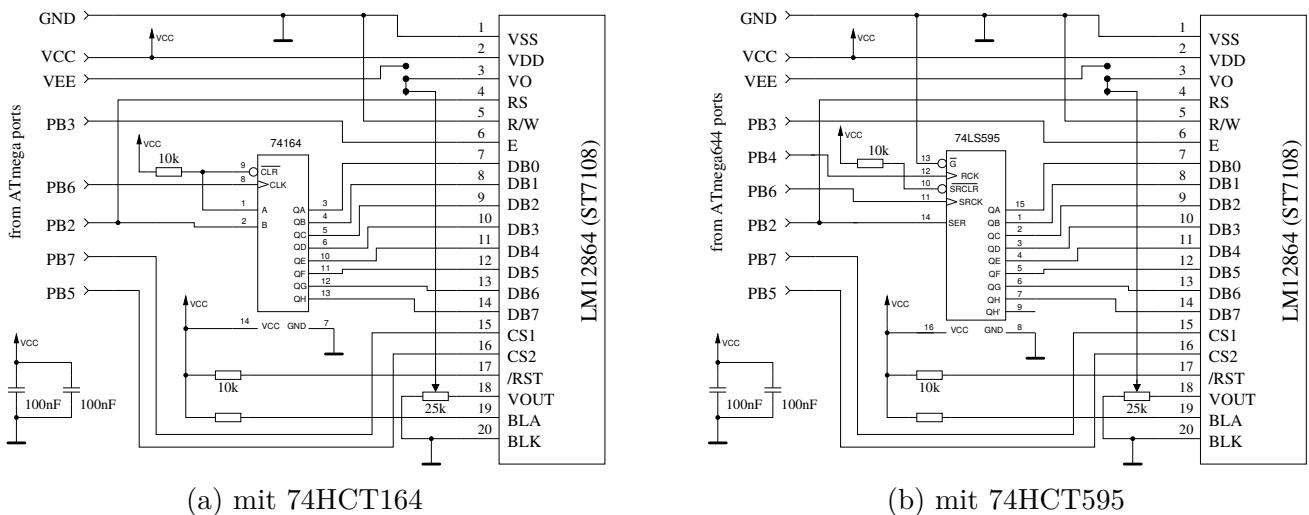 GND
VCC
VEE
PB3
PB6
PB2
PB7
PB5
from ATmega ports
VCC
VCC
10k
74164
9 CLR
8 CLK
1 A
2 B
QA 3
QB 4
QC 5
QD 6
QE 10
QF 11
QG 12
QH 13
14 VCC GND 7
VCC
VCC
100nF 100nF
10k
25k
1 VSS
2 VDD
3 VO
4 RS
5 R/W
6 E
7 DB0
8 DB1
9 DB2
10 DB3
11 DB4
12 DB5
13 DB6
14 DB7
15 CS1
16 CS2
17 /RST
18 VOUT
19 BLA
20 BLK
LM12864 (ST7108)
(a) mit 74HCT164
GND
VCC
VEE
PB3
PB4
PB6
PB2
PB7
PB5
from ATmega644 ports
VCC
VCC
10k
74LS595
13 G
12 RCK
10 SRCLR
11 SRCK
14 SER
QA 15
QB 1
QC 2
QD 3
QE 4
QF 5
QG 6
QH 7
QH' 9
16 VCC GND 8
VCC
VCC
100nF 100nF
10k
25k
1 VSS
2 VDD
3 VO
4 RS
5 R/W
6 E
7 DB0
8 DB1
9 DB2
10 DB3
11 DB4
12 DB5
13 DB6
14 DB7
15 CS1
16 CS2
17 /RST
18 VOUT
19 BLA
20 BLK
LM12864 (ST7108)
(b) mit 74HCT595